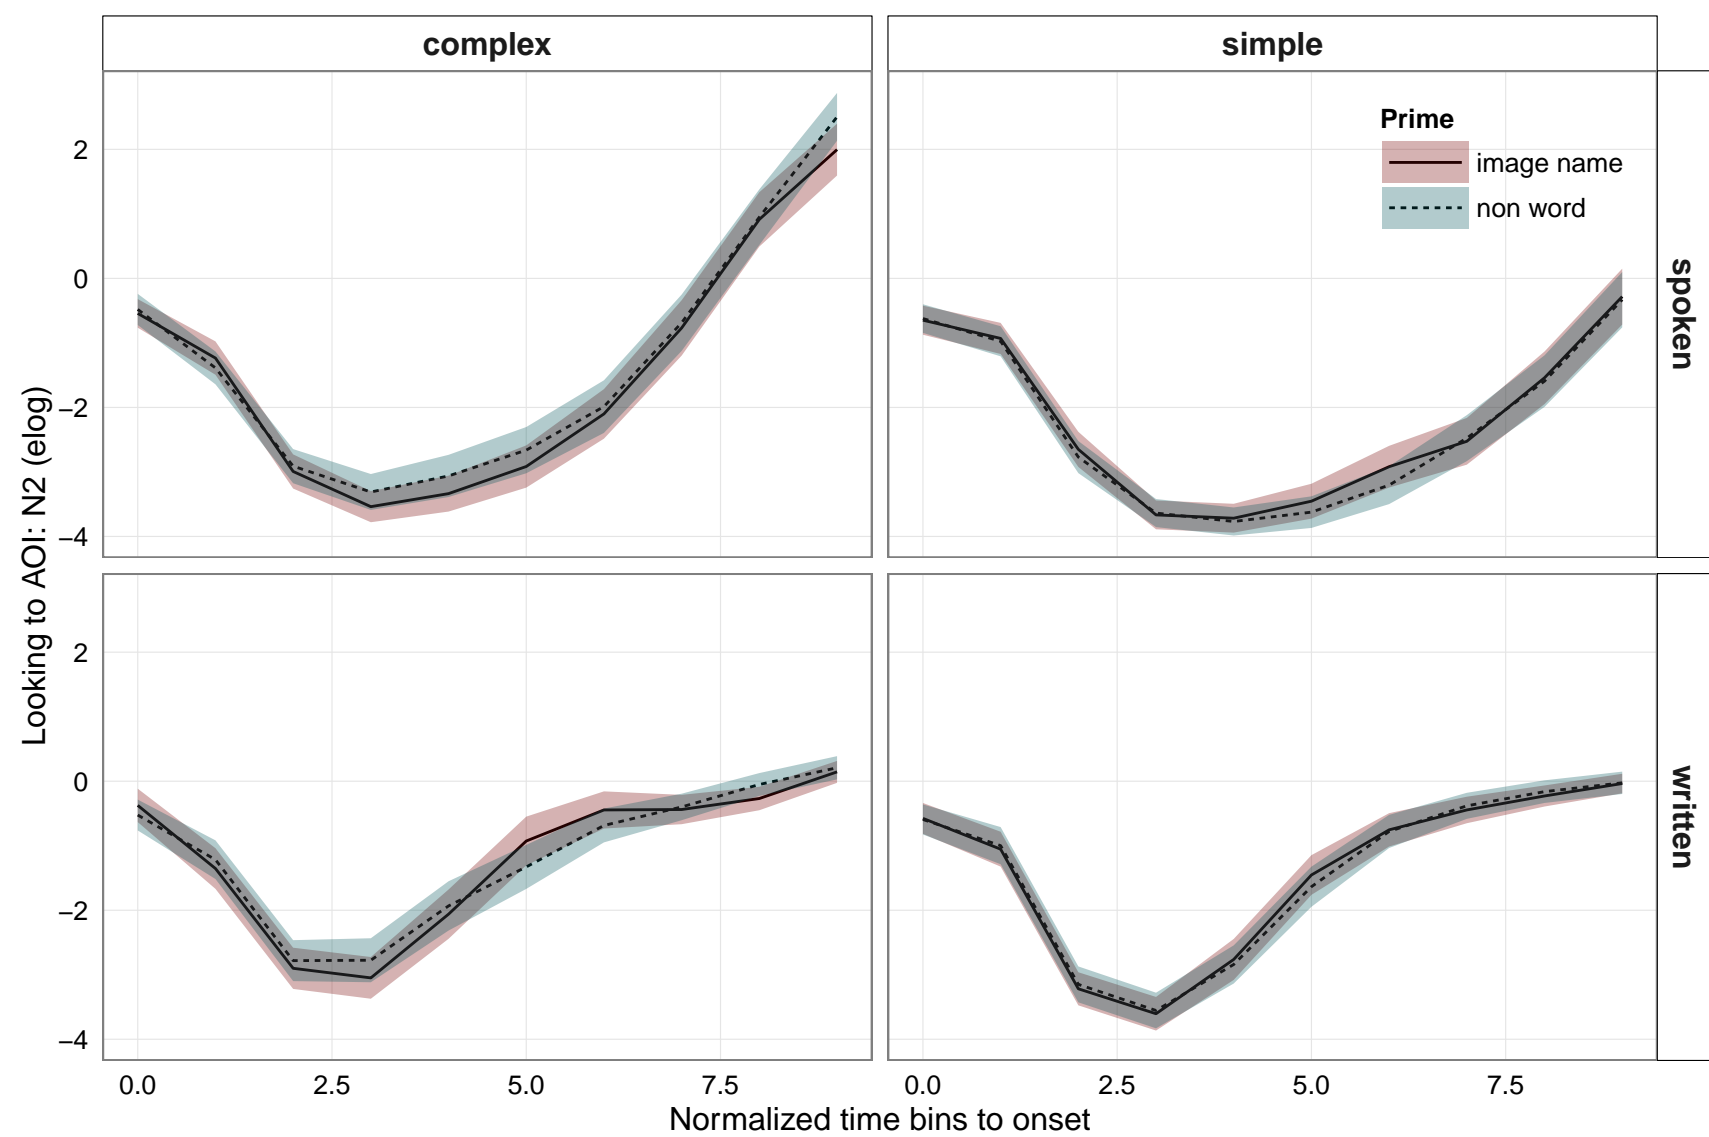 complex
simple
Prime
image name
non word
spoken
written
Looking to AOI: N2 (elog)
2
0
−2
−4
2
0
−2
−4
0.0 2.5 5.0 7.5
0.0 2.5 5.0 7.5
Normalized time bins to onset